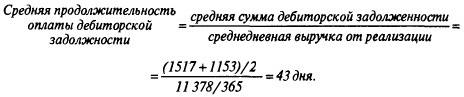 Средняя продолжительность
оплаты дебиторской
задолжности
= средняя сумма дебиторской задолженности / среднедневная выручка от реализации =
= (1517 + 1153)/2 / 11 378/365 = 43 дня.